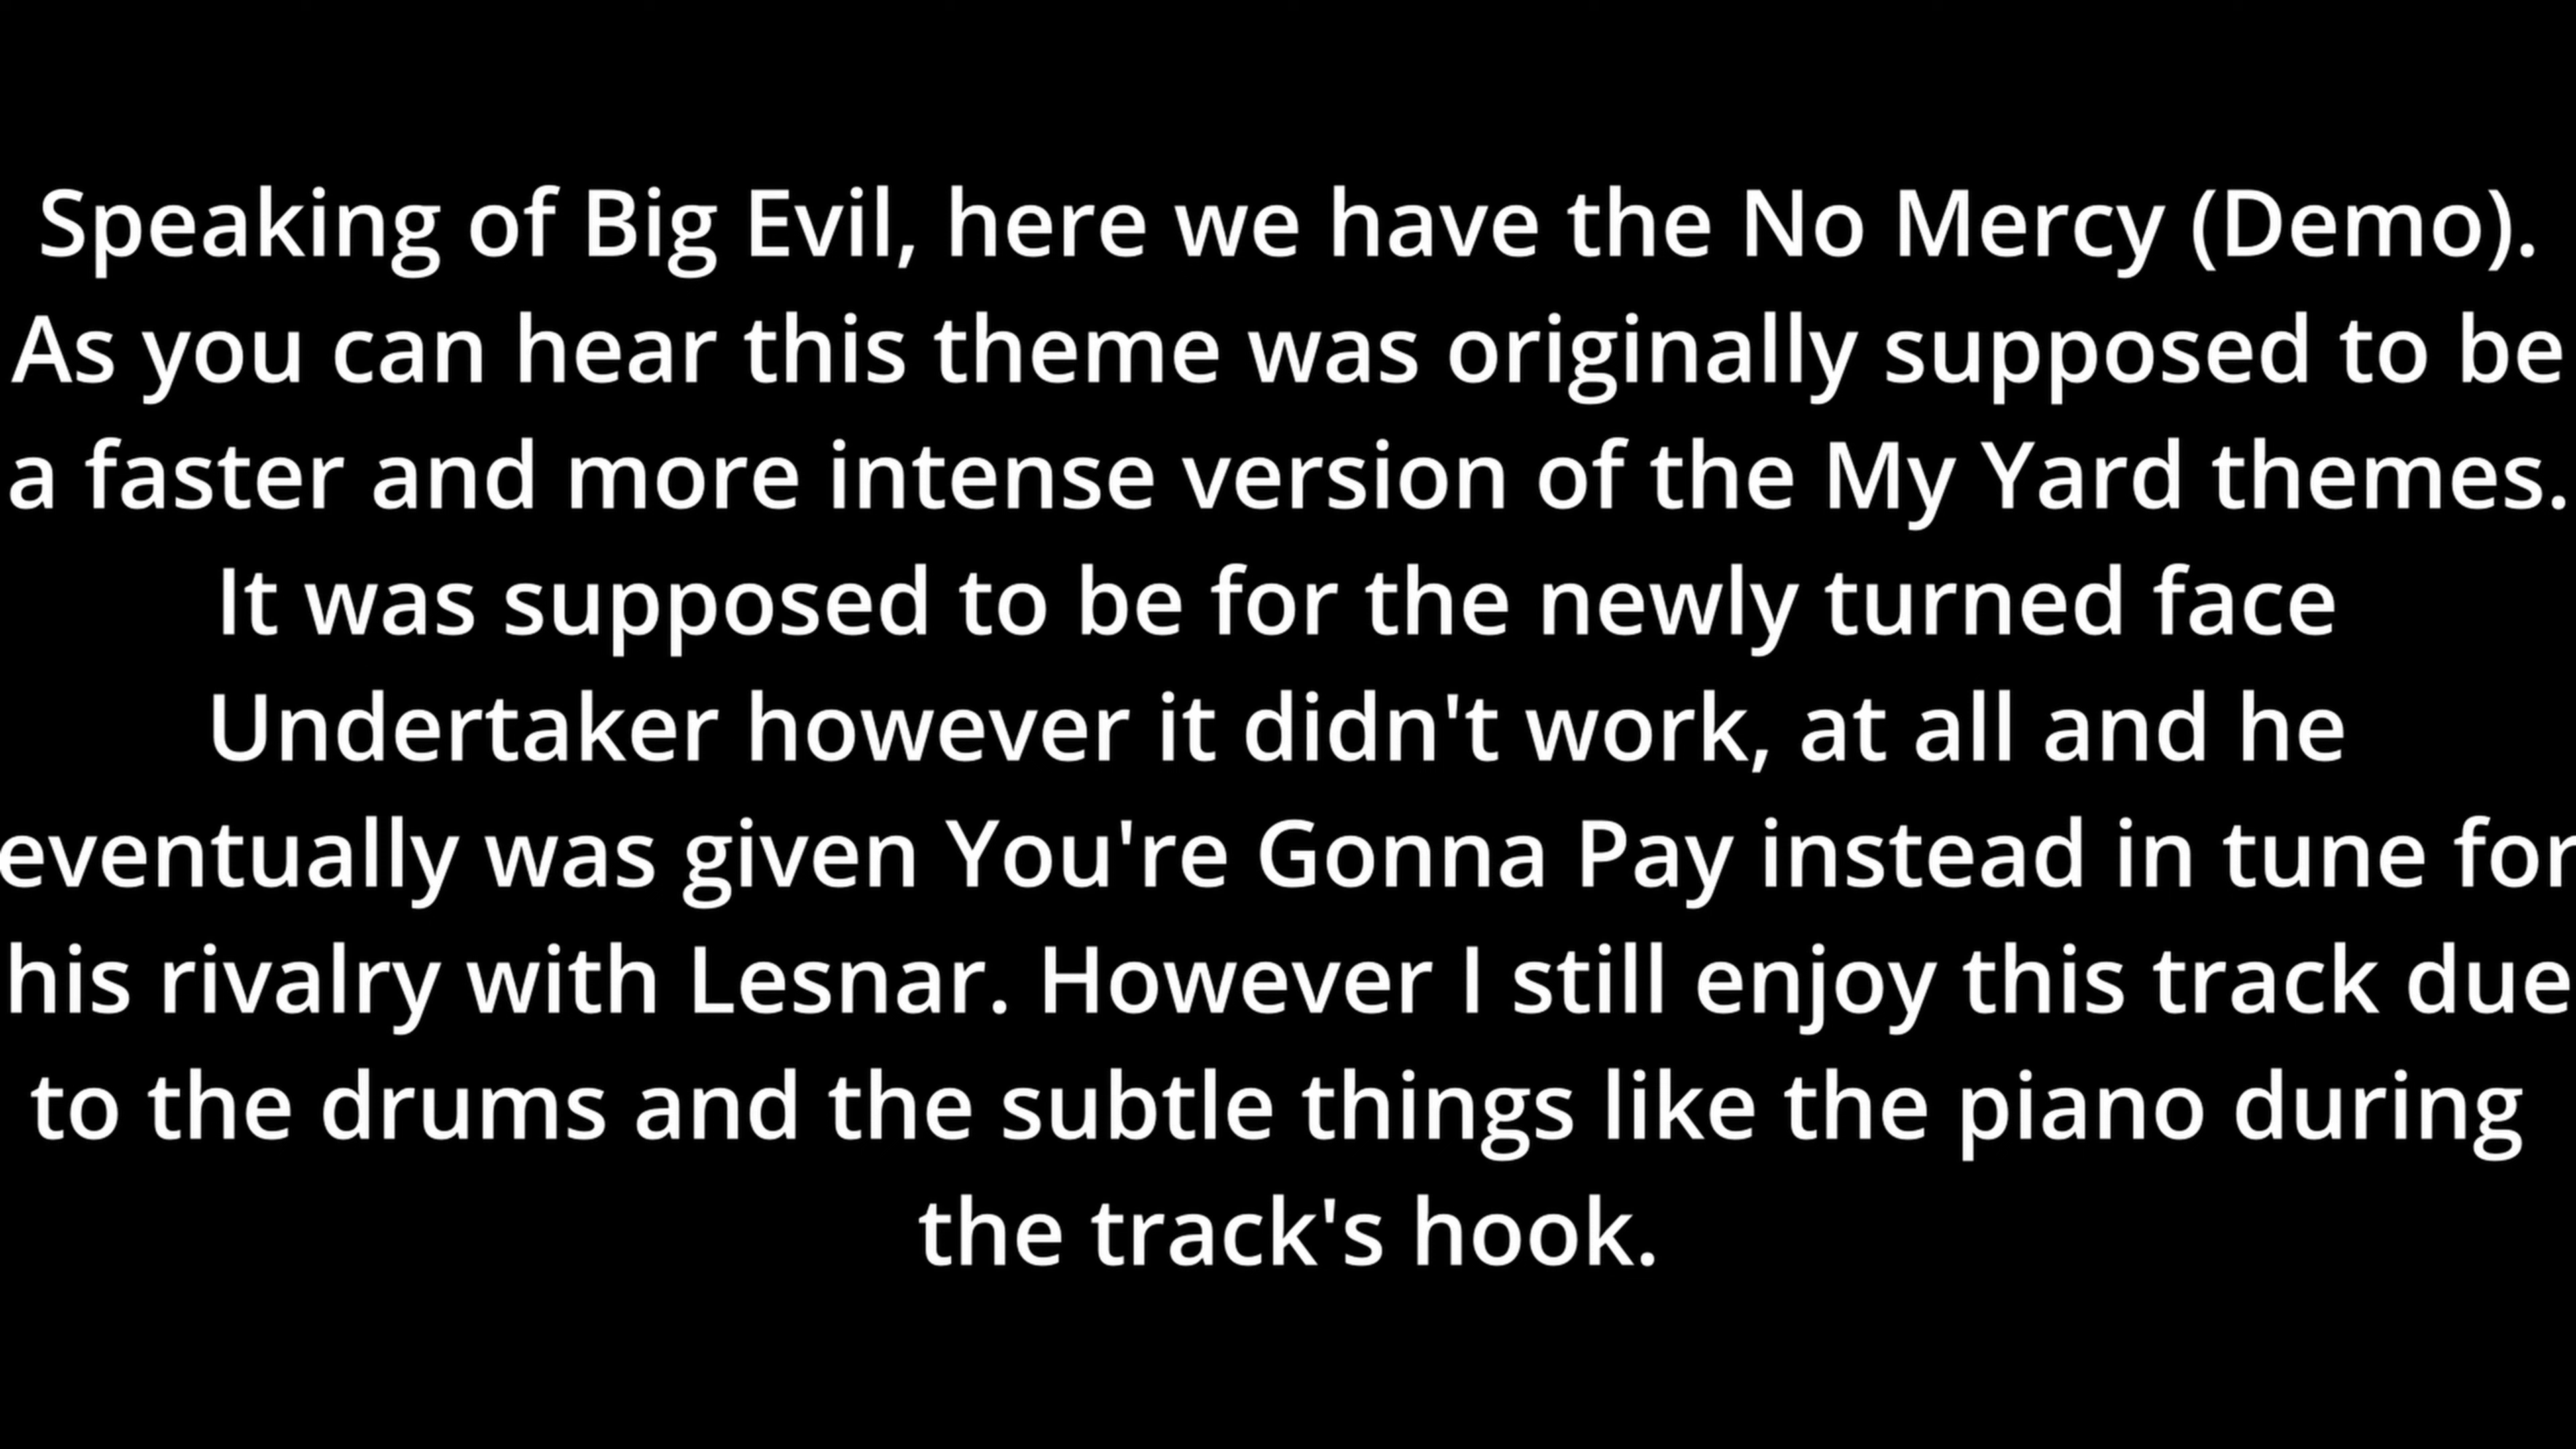 Speaking of Big Evil, here we have the No Mercy (Demo).
As you can hear this theme was originally supposed to be
a faster and more intense version of the My Yard themes.
It was supposed to be for the newly turned face
Undertaker however it didn't work, at all and he
eventually was given You're Gonna Pay instead in tune for
his rivalry with Lesnar. However I still enjoy this track due
to the drums and the subtle things like the piano during
the track's hook.